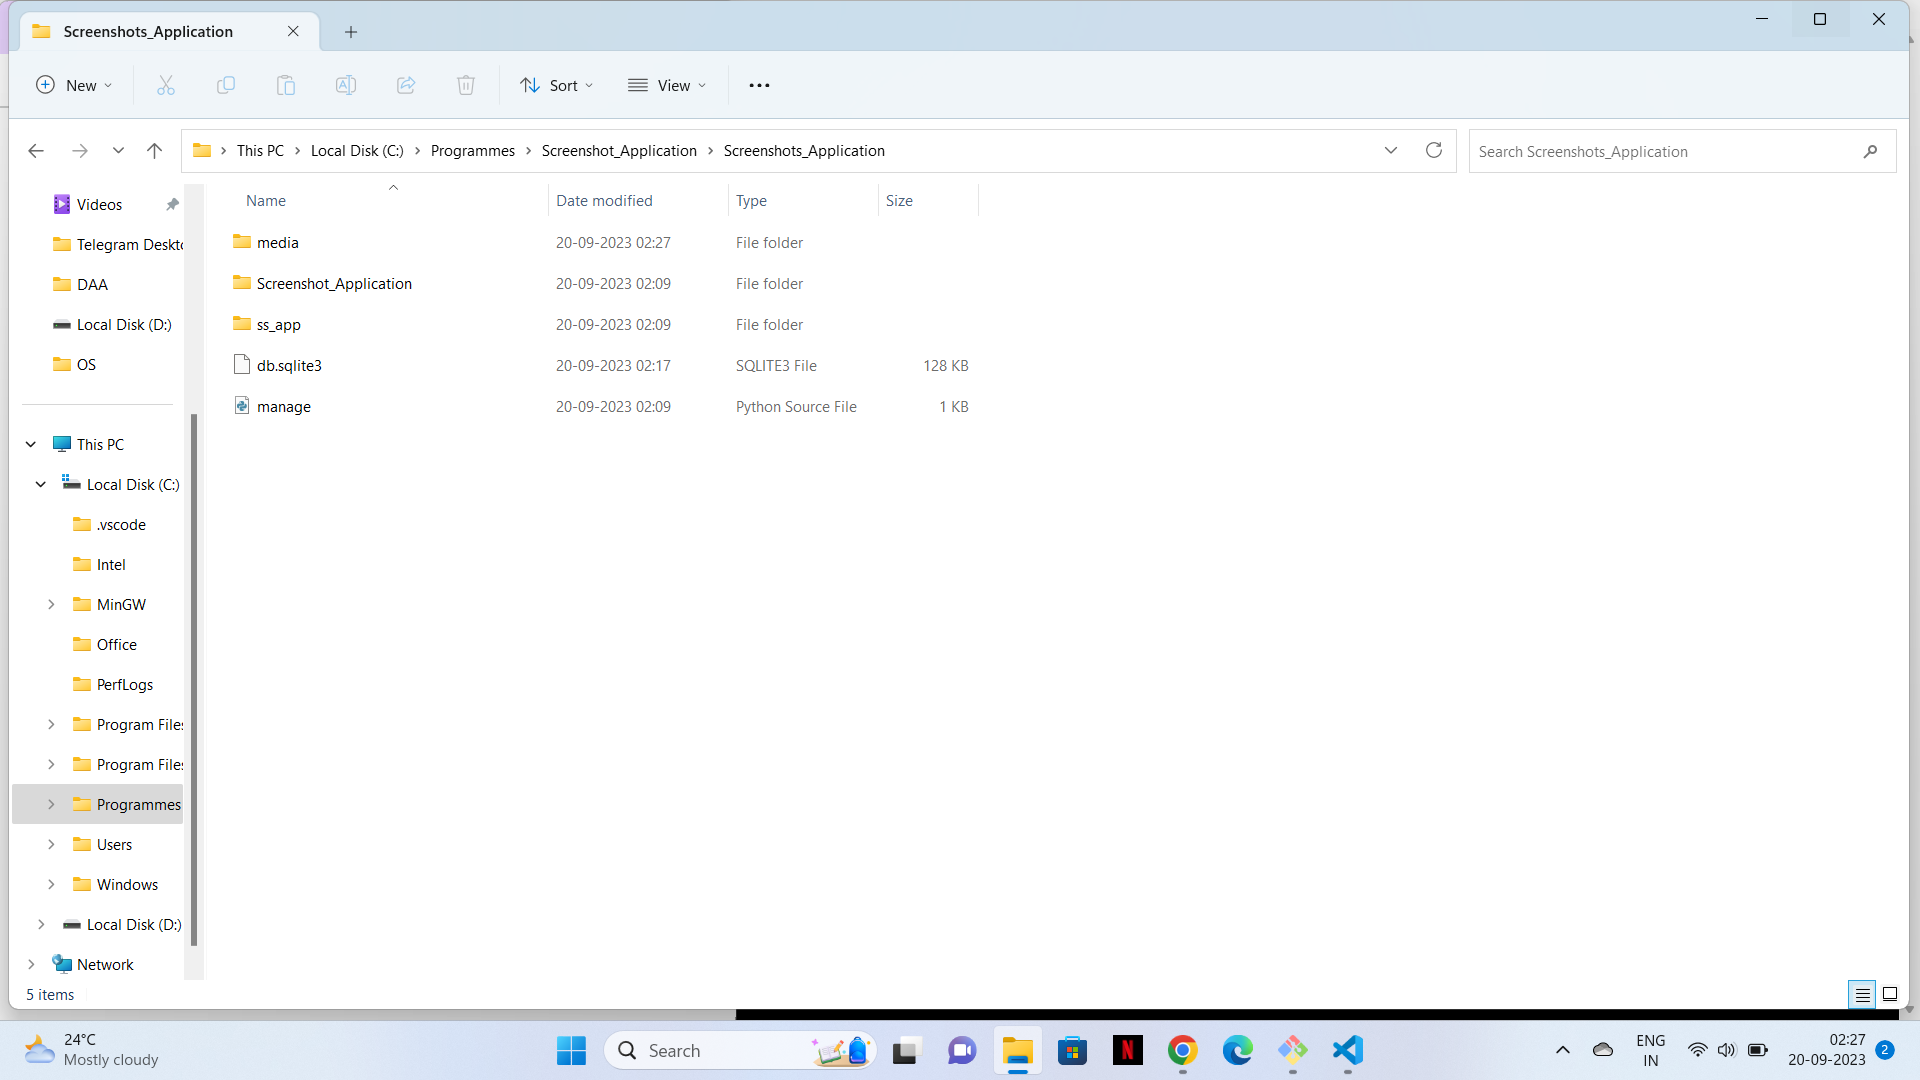 Screenshots_Application
New
Sort
View
This PC
Local Disk (C:)
Programmes
Screenshot_Application
Screenshots_Application
Search Screenshots_Application
Videos
Telegram Deskto
DAA
Local Disk (D:)
OS
This PC
Local Disk (C:)
.vscode
Intel
MinGW
Office
PerfLogs
Program Files
Program Files
Programmes
Users
Windows
Local Disk (D:)
Network
Name Date modified Type Size
media 20-09-2023 02:27 File folder
Screenshot_Application 20-09-2023 02:09 File folder
ss_app 20-09-2023 02:09 File folder
db.sqlite3 20-09-2023 02:17 SQLITE3 File 128 KB
manage 20-09-2023 02:09 Python Source File 1 KB
5 items
24°C
Mostly cloudy
Search
N
ENG
IN
02:27
20-09-2023
2